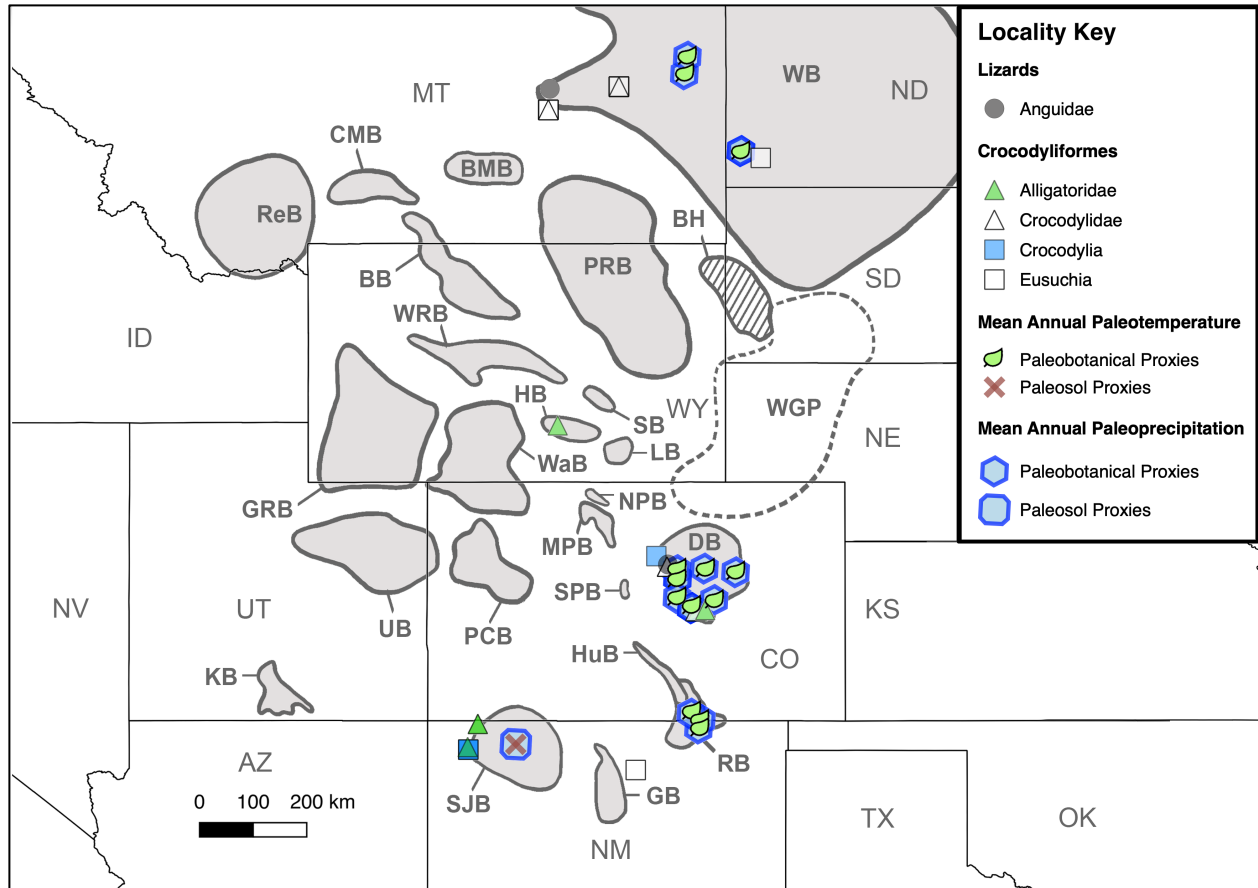 Locality Key
Lizards
Anguidae
Crocodyliformes
Alligatoridae
Crocodylidae
Crocodylia
Eusuchia
Mean Annual Paleotemperature
Paleobotanical Proxies
Paleosol Proxies
Mean Annual Paleoprecipitation
Paleobotanical Proxies
Paleosol Proxies
WB
ND
MT
CMB
BMB
ReB
BH
BB
PRB
SD
WRB
ID
HB
WY
WGP
SB
NE
LB
WaB
GRB
NPB
MPB
DB
SPB
NV
UT
KS
UB
PCB
HuB
CO
KB
AZ
RB
0 100 200 km
SJB
GB
NM
TX
OK